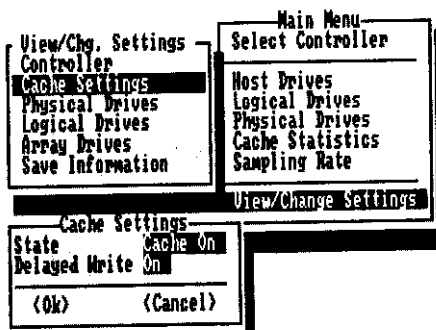 View/Chg. Settings
Controller
Cache Settings
Physical Drives
Logical Drives
Array Drives
Save Information
Main Menu
Select Controller
Host Drives
Logical Drives
Physical Drives
Cache Statistics
Sampling Rate
View/Change Settings
Cache Settings
State Cache On
Delayed Write On
<Ok> <Cancel>